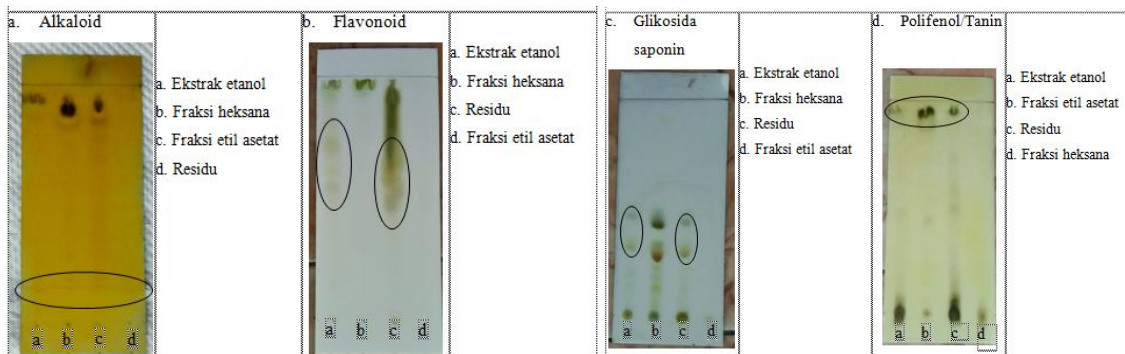 a. Alkaloid
a. Ekstrak etanol
b. Fraksi heksana
c. Fraksi etil asetat
d. Residu
a b c d
b. Flavonoid
a. Ekstrak etanol
b. Fraksi heksana
c. Residu
d. Fraksi etil asetat
a b c d
c. Glikosida
saponin
a. Ekstrak etanol
b. Fraksi heksana
c. Residu
d. Fraksi etil asetat
a b c d
d. Polifenol/Tanin
a. Ekstrak etanol
b. Fraksi etil asetat
c. Residu
d. Fraksi heksana
a b c d